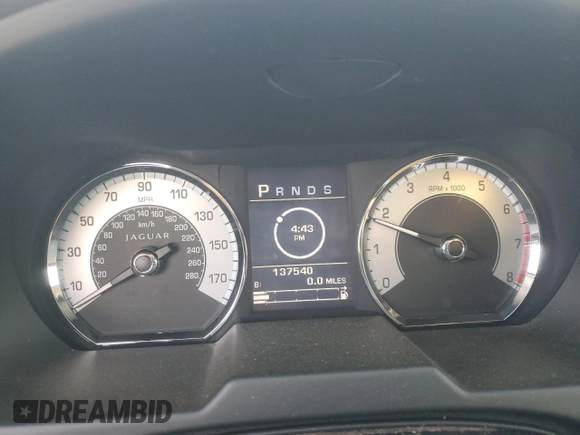 10 30 50 70 90 110 130 150 170
MPH
20 40 60 80 100 120 140 160 180 200 220 240 260 280
km/h
JAGUAR
P R N D S
4:43
PM
137540
B: 0.0 MILES
0 1 2 3 4 5 6 7 8
RPM x 1000
DREAMBID